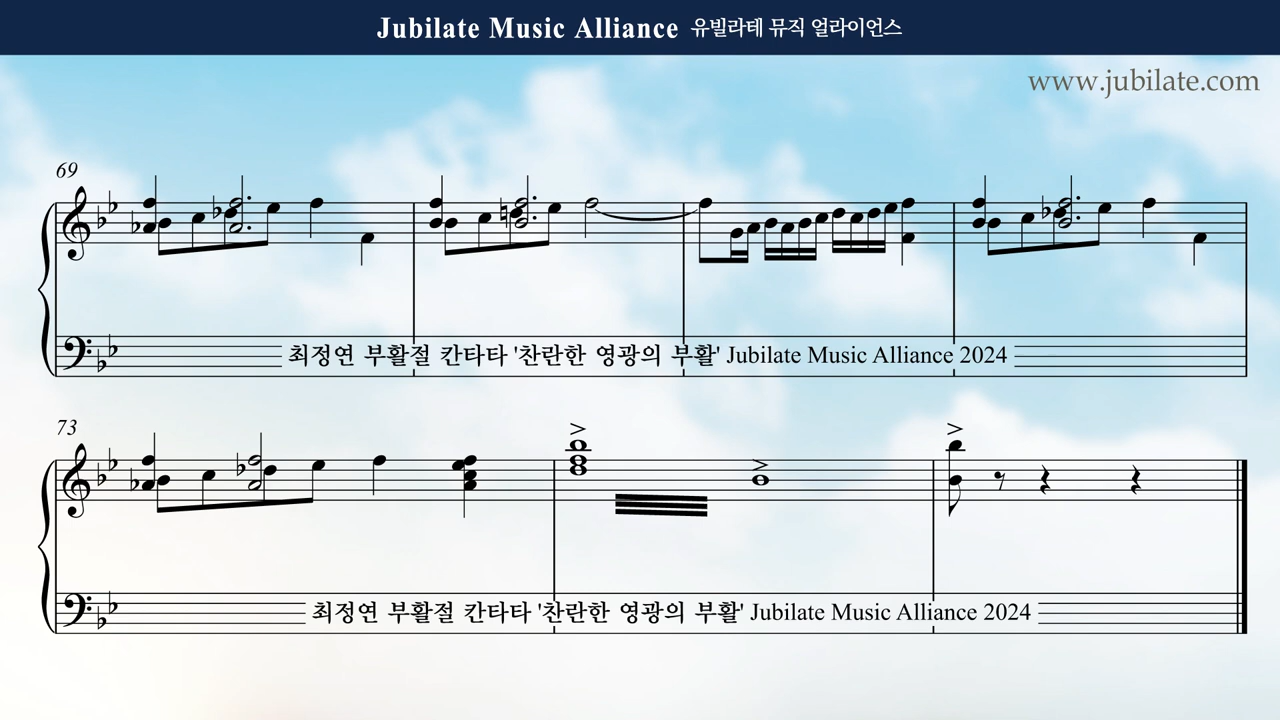 Jubilate Music Alliance 유빌라테 뮤직 얼라이언스
www.jubilate.com
69
최정연 부활절 칸타타 '찬란한 영광의 부활' Jubilate Music Alliance 2024
73
최정연 부활절 칸타타 '찬란한 영광의 부활' Jubilate Music Alliance 2024